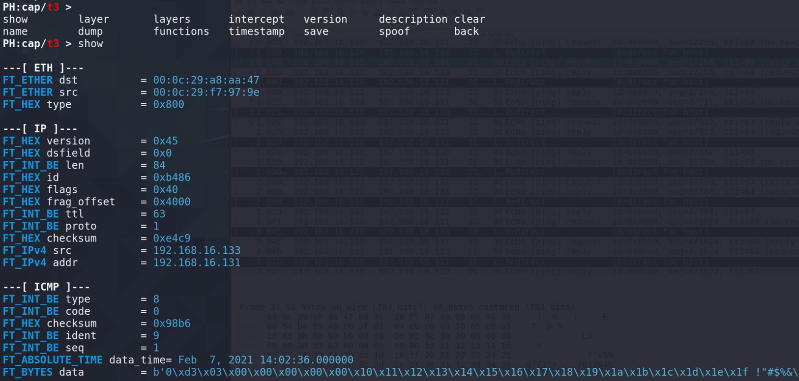 PH:cap/t3 >
show layer layers intercept version description clear
name dump functions timestamp save spoof back
PH:cap/t3 > show
---[ ETH ]---
FT_ETHER dst = 00:0c:29:a8:aa:47
FT_ETHER src = 00:0c:29:f7:97:9e
FT_HEX type = 0x800
---[ IP ]---
FT_HEX version = 0x45
FT_HEX dsfield = 0x0
FT_INT_BE len = 84
FT_HEX id = 0xb486
FT_HEX flags = 0x40
FT_HEX frag_offset = 0x4000
FT_INT_BE ttl = 63
FT_INT_BE proto = 1
FT_HEX checksum = 0xe4c9
FT_IPv4 src = 192.168.16.133
FT_IPv4 addr = 192.168.16.131
---[ ICMP ]---
FT_INT_BE type = 8
FT_INT_BE code = 0
FT_HEX checksum = 0x98b6
FT_INT_BE ident = 9
FT_INT_BE seq = 1
FT_ABSOLUTE_TIME data_time= Feb 7, 2021 14:02:36.000000
FT_BYTES data = b'0\xd3\x03\x00\x00\x00\x00\x00\x10\x11\x12\x13\x14\x15\x16\x17\x18\x19\x1a\x1b\x1c\x1d\x1e\x1f !"#$%&\